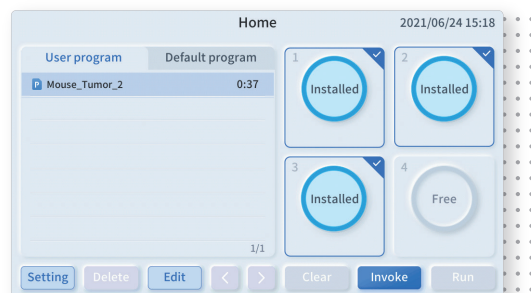 Home
2021/06/24 15:18
User program
Default program
P Mouse_Tumor_2 0:37
1/1
1
Installed
2
Installed
3
Installed
4
Free
Setting
Delete
Edit
<
>
Clear
Invoke
Run